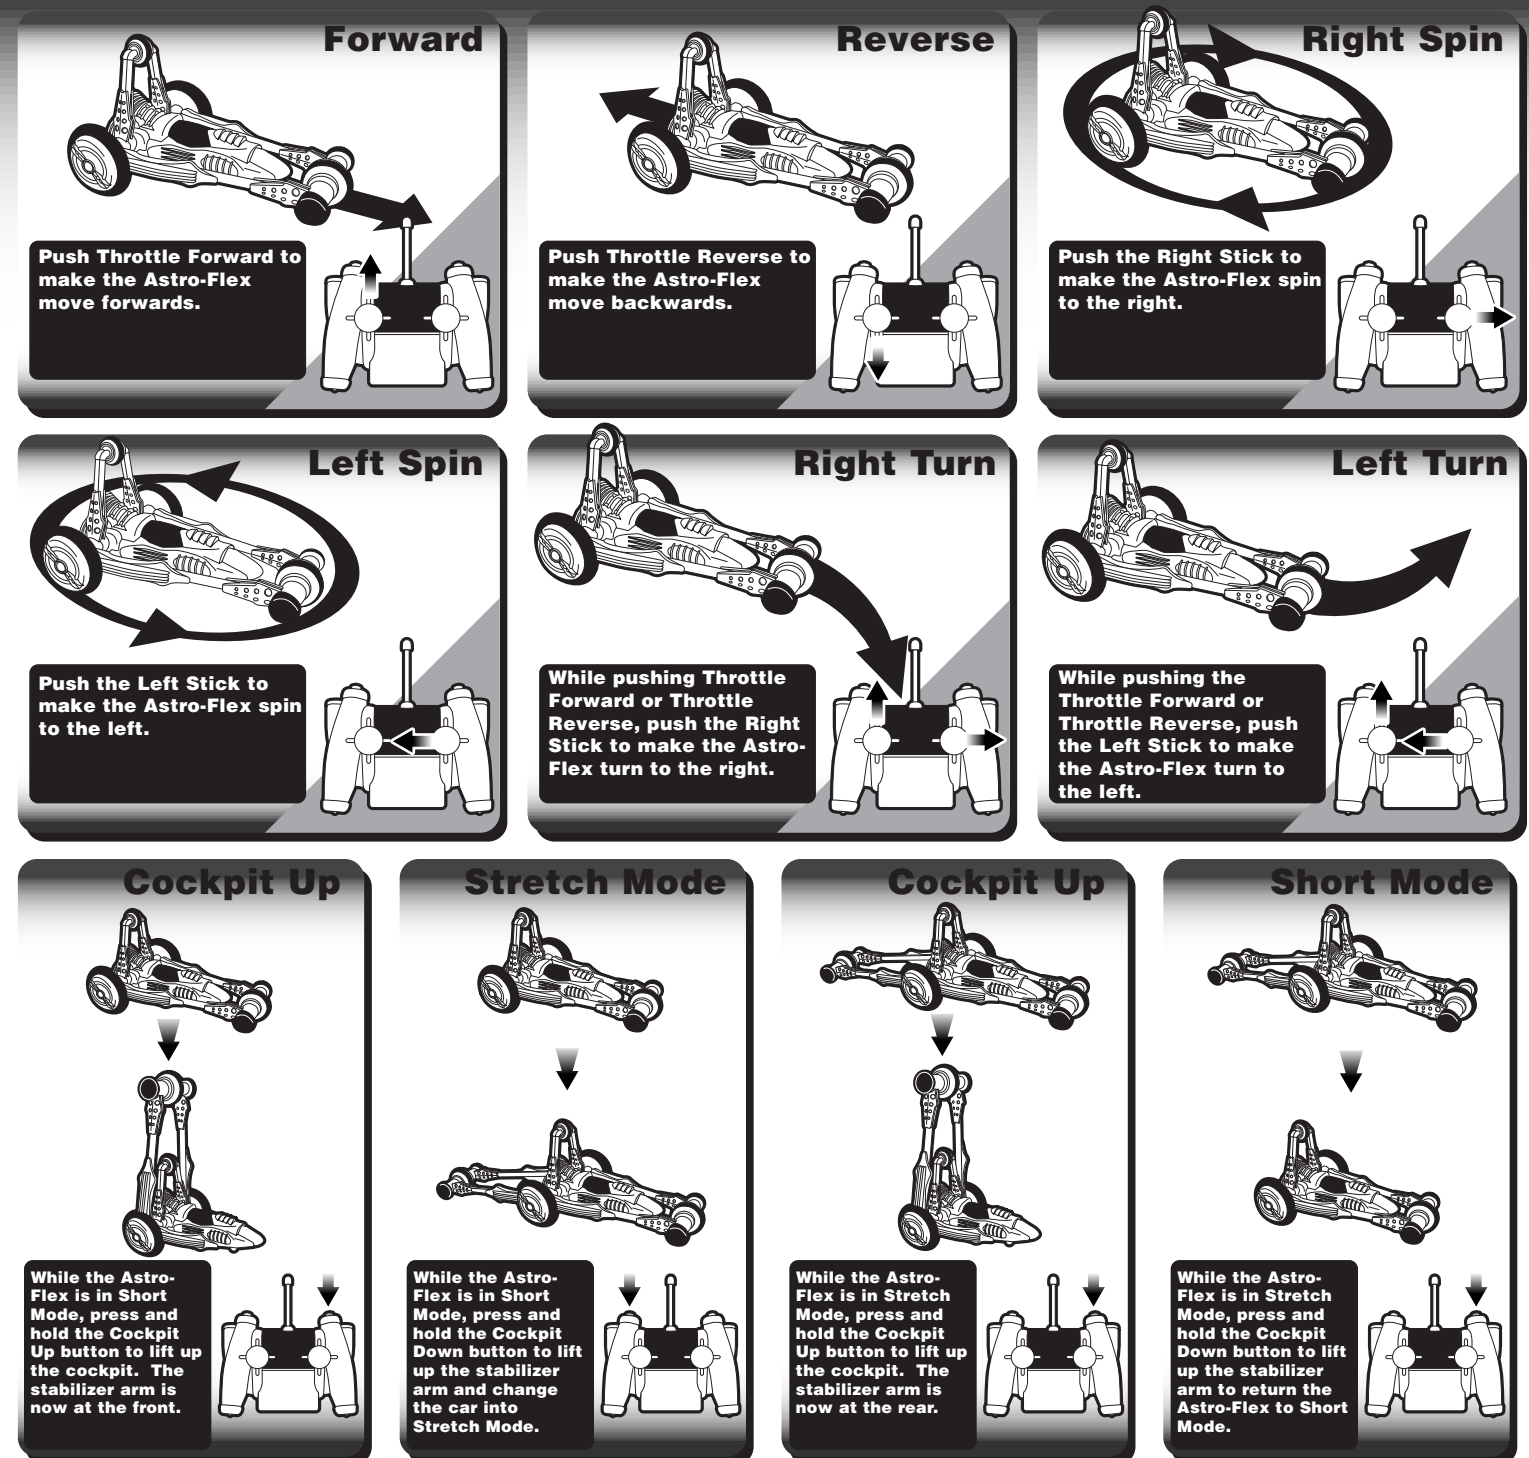 Forward
Push Throttle Forward to
make the Astro-Flex
move forwards.
Reverse
Push Throttle Reverse to
make the Astro-Flex
move backwards.
Right Spin
Push the Right Stick to
make the Astro-Flex spin
to the right.
Left Spin
Push the Left Stick to
make the Astro-Flex spin
to the left.
Right Turn
While pushing Throttle
Forward or Throttle
Reverse, push the Right
Stick to make the Astro-
Flex turn to the right.
Left Turn
While pushing the
Throttle Forward or
Throttle Reverse, push
the Left Stick to make
the Astro-Flex turn to
the left.
Cockpit Up
While the Astro-
Flex is in Short
Mode, press and
hold the Cockpit
Up button to lift up
the cockpit.  The
stabilizer arm is
now at the front.
Stretch Mode
While the Astro-
Flex is in Short
Mode, press and
hold the Cockpit
Down button to lift
up the stabilizer
arm and change
the car into
Stretch Mode.
Cockpit Up
While the Astro-
Flex is in Stretch
Mode, press and
hold the Cockpit
Up button to lift up
the cockpit.  The
stabilizer arm is
now at the rear.
Short Mode
While the Astro-
Flex is in Stretch
Mode, press and
hold the Cockpit
Down button to lift
up the stabilizer
arm to return the
Astro-Flex to Short
Mode.